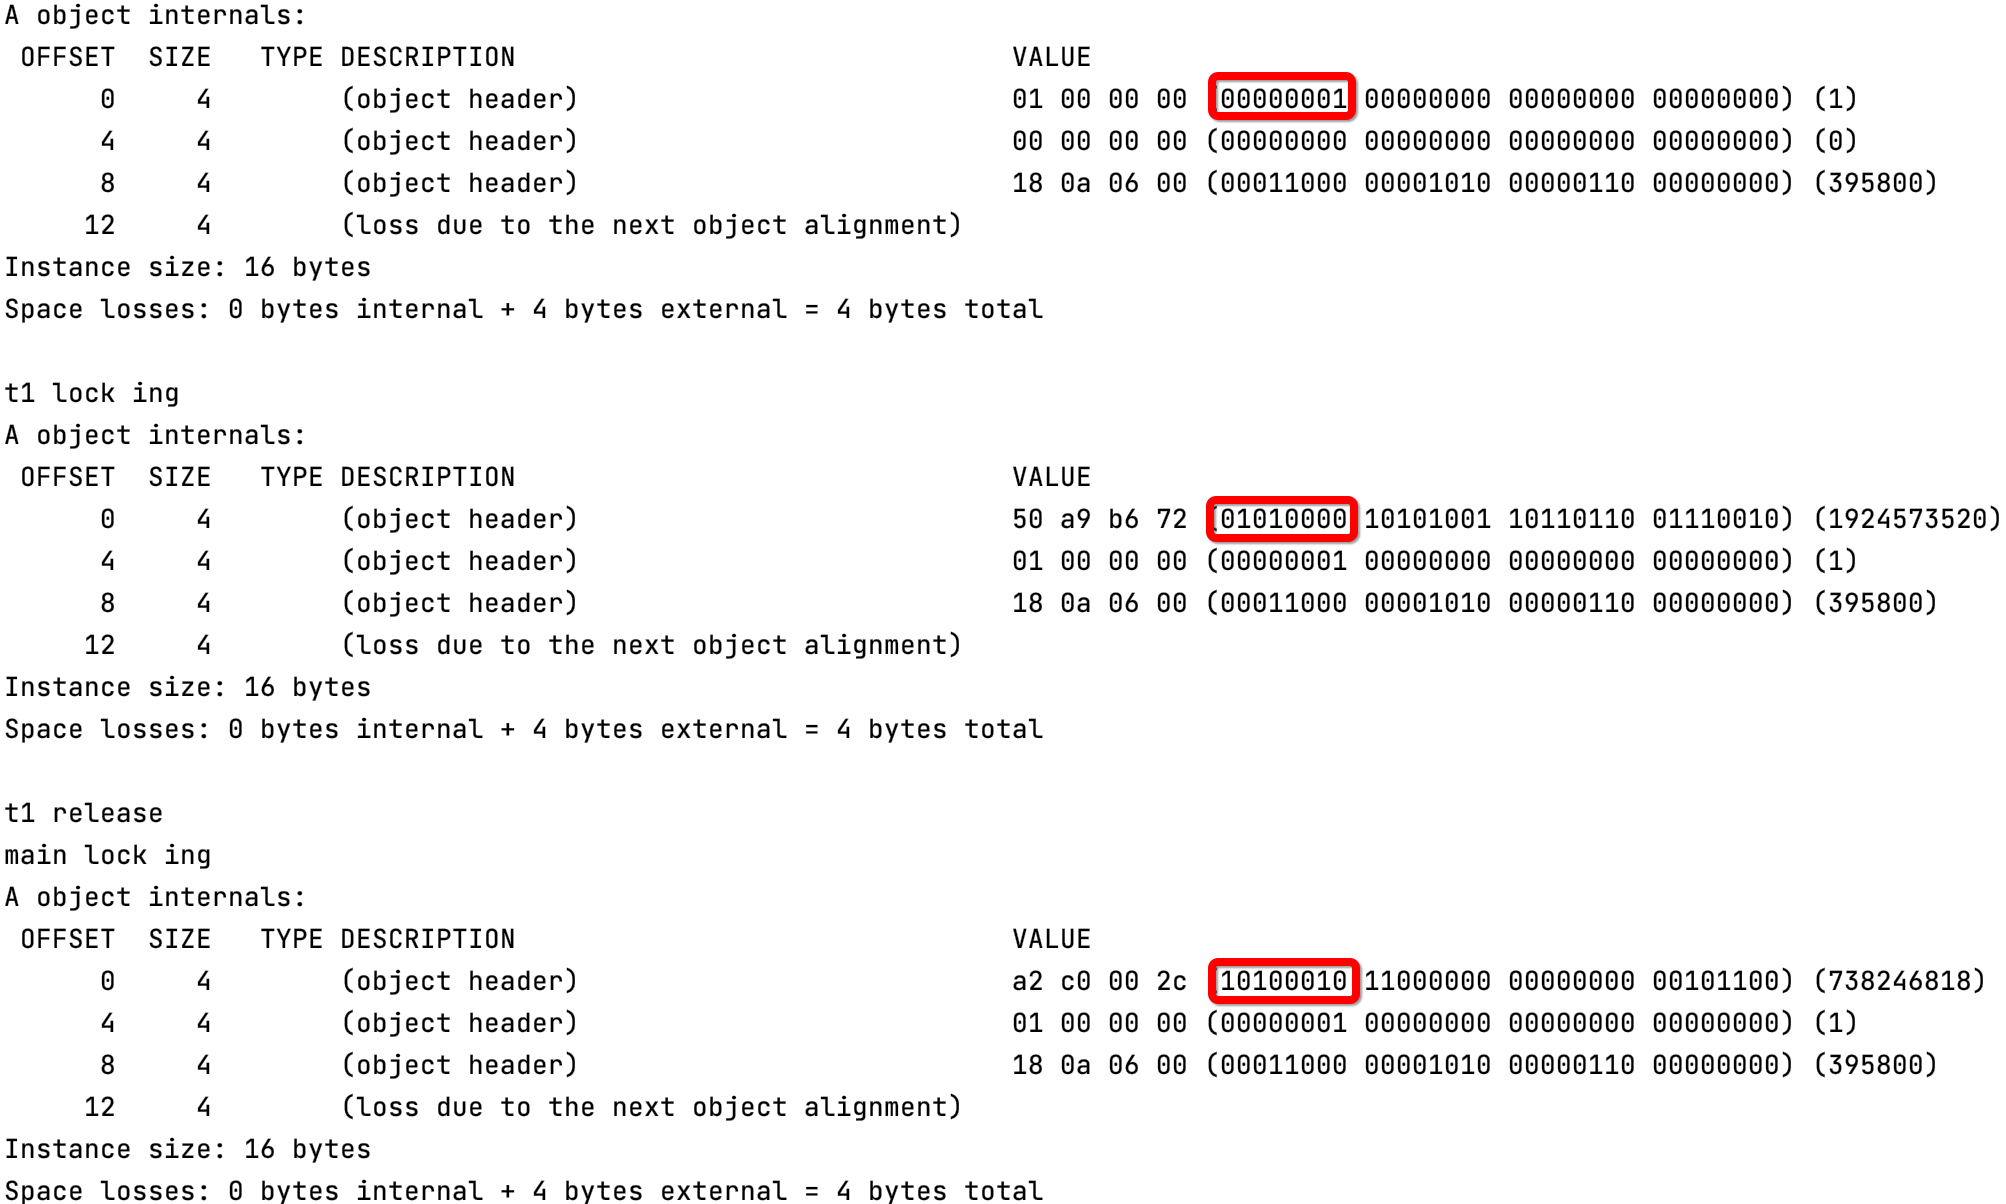 A object internals:
 OFFSET  SIZE   TYPE DESCRIPTION                               VALUE
      0     4        (object header)                           01 00 00 00 (00000001 00000000 00000000 00000000) (1)
      4     4        (object header)                           00 00 00 00 (00000000 00000000 00000000 00000000) (0)
      8     4        (object header)                           18 0a 06 00 (00011000 00001010 00000110 00000000) (395800)
     12     4        (loss due to the next object alignment)
Instance size: 16 bytes
Space losses: 0 bytes internal + 4 bytes external = 4 bytes total

t1 lock ing
A object internals:
 OFFSET  SIZE   TYPE DESCRIPTION                               VALUE
      0     4        (object header)                           50 a9 b6 72 (01010000 10101001 10110110 01110010) (1924573520)
      4     4        (object header)                           01 00 00 00 (00000001 00000000 00000000 00000000) (1)
      8     4        (object header)                           18 0a 06 00 (00011000 00001010 00000110 00000000) (395800)
     12     4        (loss due to the next object alignment)
Instance size: 16 bytes
Space losses: 0 bytes internal + 4 bytes external = 4 bytes total

t1 release
main lock ing
A object internals:
 OFFSET  SIZE   TYPE DESCRIPTION                               VALUE
      0     4        (object header)                           a2 c0 00 2c (10100010 11000000 00000000 00101100) (738246818)
      4     4        (object header)                           01 00 00 00 (00000001 00000000 00000000 00000000) (1)
      8     4        (object header)                           18 0a 06 00 (00011000 00001010 00000110 00000000) (395800)
     12     4        (loss due to the next object alignment)
Instance size: 16 bytes
Space losses: 0 bytes internal + 4 bytes external = 4 bytes total